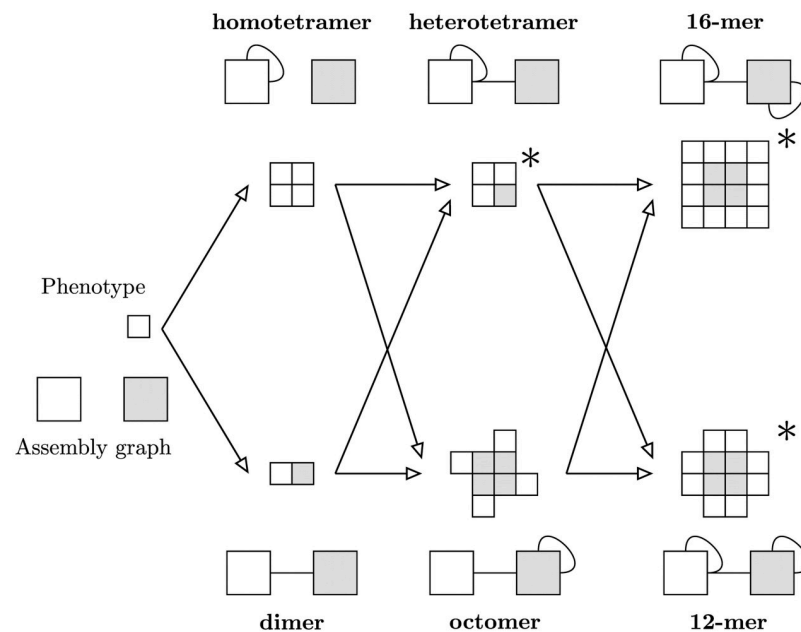 homotetramer heterotetramer 16-mer
*
*
Phenotype
Assembly graph
*
dimer octomer 12-mer